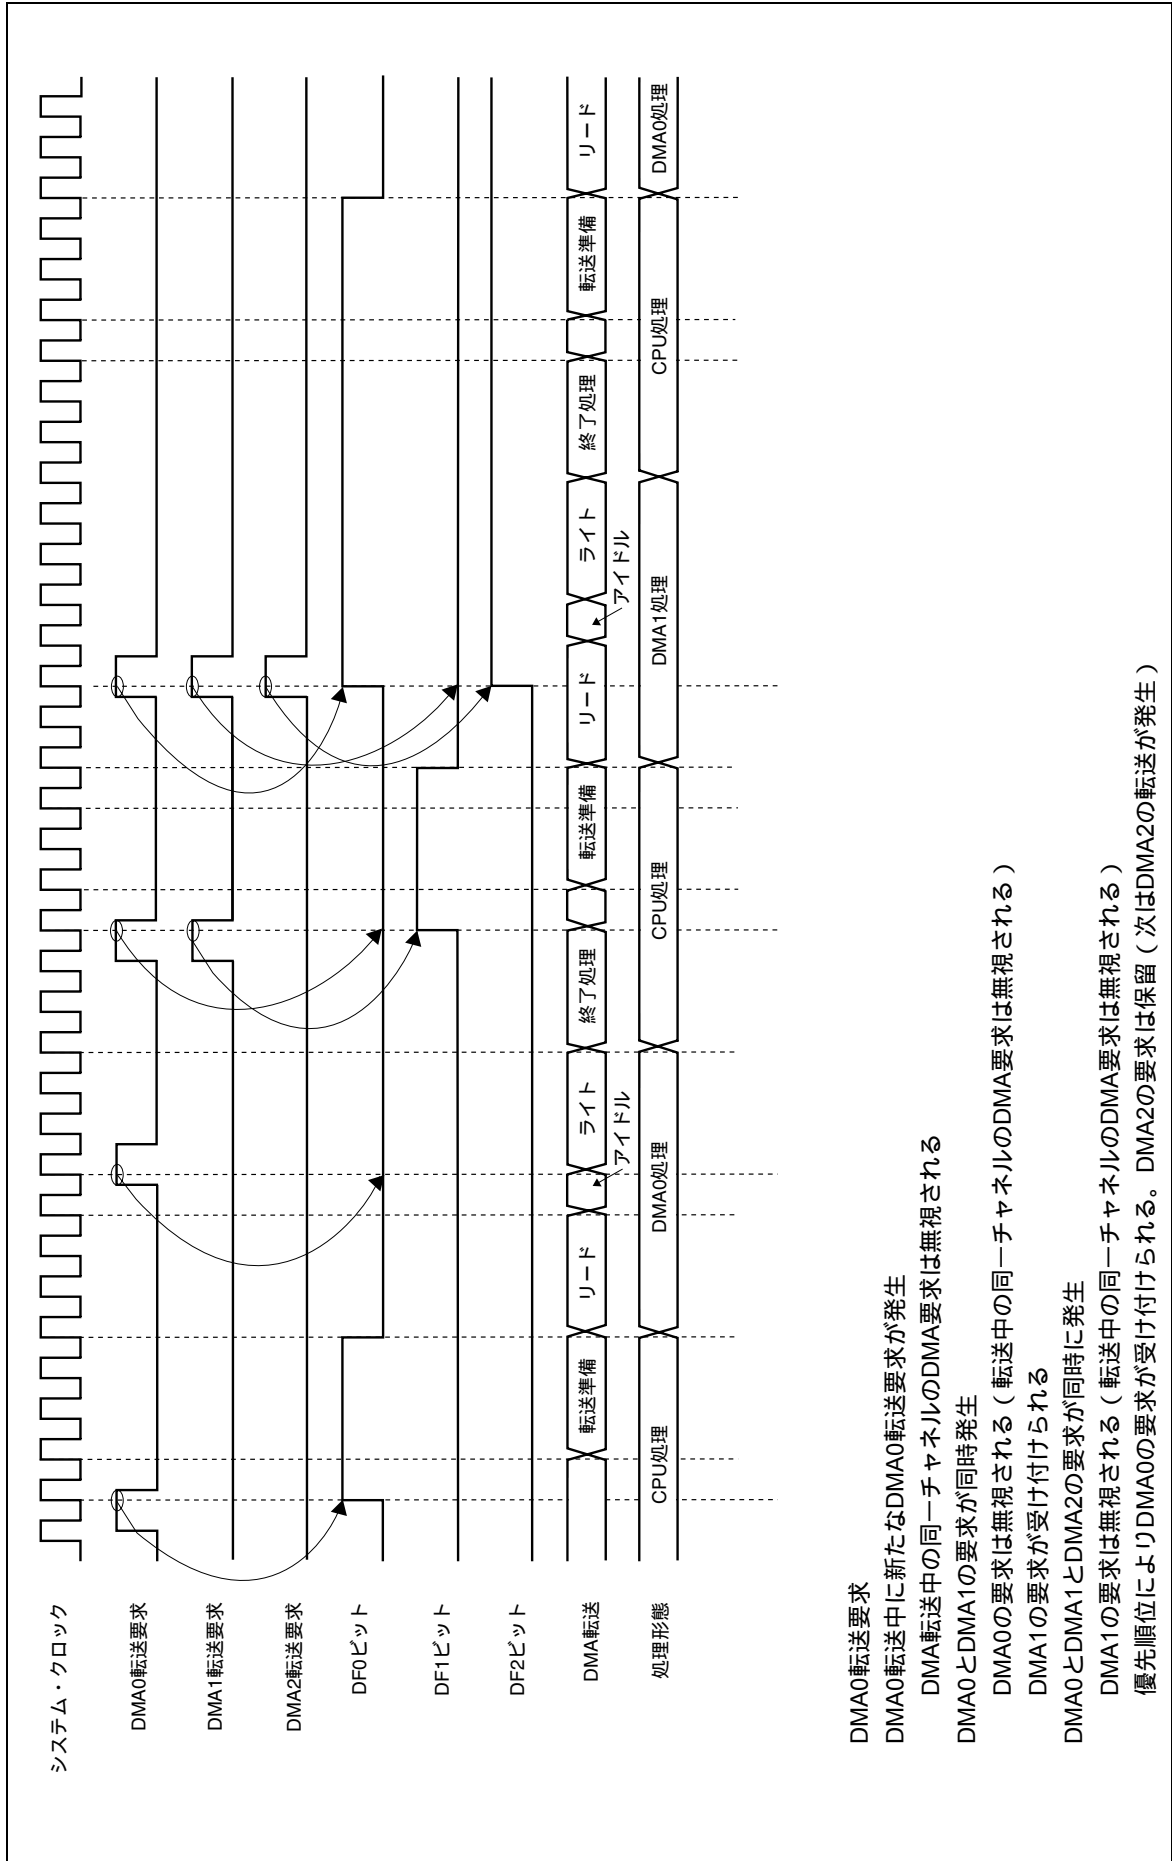 システム・クロック
DMA0転送要求
DMA1転送要求
DMA2転送要求
DF0ビット
DF1ビット
DF2ビット
DMA転送
転送準備
リード
アイドル
ライト
終了処理
転送準備
リード
アイドル
ライト
終了処理
転送準備
リード
処理形態
CPU処理
DMA0処理
CPU処理
DMA1処理
CPU処理
DMA0処理
DMA0転送要求
DMA0転送中に新たなDMA0転送要求が発生
DMA転送中の同一チャネルのDMA要求は無視される
DMA0とDMA1の要求が同時発生
DMA0の要求は無視される（転送中の同一チャネルのDMA要求は無視される）
DMA1の要求が受け付けられる
DMA0とDMA1とDMA2の要求が同時に発生
DMA1の要求は無視される（転送中の同一チャネルのDMA要求は無視される）
優先順位によりDMA0の要求が受け付けられる。DMA2の要求は保留（次はDMA2の転送が発生）